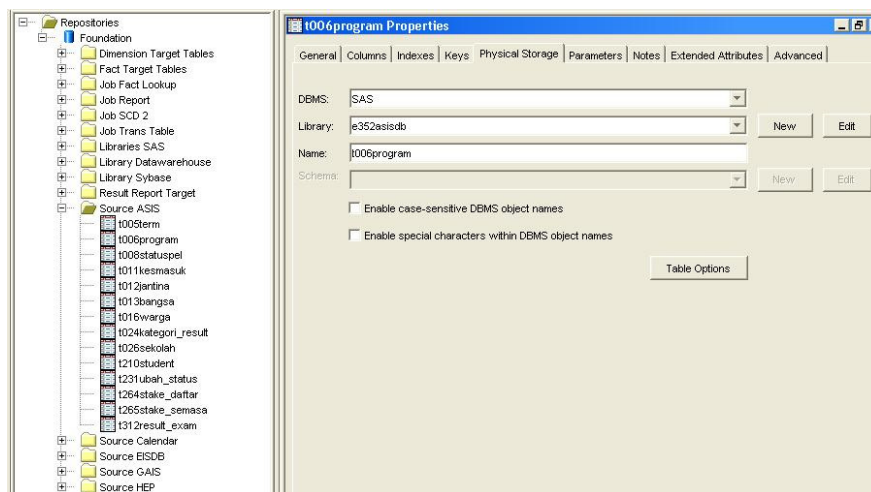 Repositories
Foundation
Dimension Target Tables
Fact Target Tables
Job Fact Lookup
Job Report
Job SCD 2
Job Trans Table
Libraries SAS
Library Datawarehouse
Library Sybase
Result Report Target
Source ASIS
t005term
t006program
t008statuspel
t011kesmasuk
t012jantina
t013bangsa
t016warga
t024kategori_result
t026sekolah
t210student
t231ubah_status
t264stake_daftar
t265stake_semasa
t312result_exam
Source Calendar
Source EISDB
Source GAIS
Source HEP
t006program Properties
General Columns Indexes Keys Physical Storage Parameters Notes Extended Attributes Advanced
DBMS: SAS
Library: e352asisdb New Edit
Name: t006program
Schema: New Edit
Enable case-sensitive DBMS object names
Enable special characters within DBMS object names
Table Options